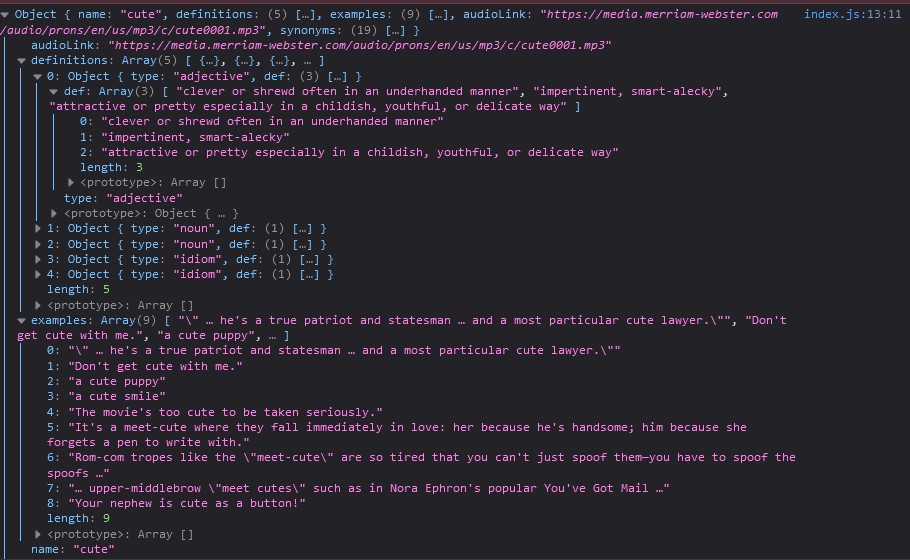 Object { name: "cute", definitions: (5) […], examples: (9) […], audioLink: "https://media.merriam-webster.com index.js:13:11
/audio/prons/en/us/mp3/c/cute0001.mp3", synonyms: (19) […] }
audioLink: "https://media.merriam-webster.com/audio/prons/en/us/mp3/c/cute0001.mp3"
definitions: Array(5) [ {…}, {…}, {…}, … ]
0: Object { type: "adjective", def: (3) […] }
def: Array(3) [ "clever or shrewd often in an underhanded manner", "impertinent, smart-alecky",
"attractive or pretty especially in a childish, youthful, or delicate way" ]
0: "clever or shrewd often in an underhanded manner"
1: "impertinent, smart-alecky"
2: "attractive or pretty especially in a childish, youthful, or delicate way"
length: 3
<prototype>: Array []
type: "adjective"
<prototype>: Object { … }
1: Object { type: "noun", def: (1) […] }
2: Object { type: "noun", def: (1) […] }
3: Object { type: "idiom", def: (1) […] }
4: Object { type: "idiom", def: (1) […] }
length: 5
<prototype>: Array []
examples: Array(9) [ "\" … he's a true patriot and statesman … and a most particular cute lawyer.\"", "Don't
get cute with me.", "a cute puppy", … ]
0: "\" … he's a true patriot and statesman … and a most particular cute lawyer.\""
1: "Don't get cute with me."
2: "a cute puppy"
3: "a cute smile"
4: "The movie's too cute to be taken seriously."
5: "It's a meet-cute where they fall immediately in love: her because he's handsome; him because she
forgets a pen to write with."
6: "Rom-com tropes like the \"meet-cute\" are so tired that you can't just spoof them—you have to spoof the
spoofs …"
7: "… upper-middlebrow \"meet cutes\" such as in Nora Ephron's popular You've Got Mail …"
8: "Your nephew is cute as a button!"
length: 9
<prototype>: Array []
name: "cute"